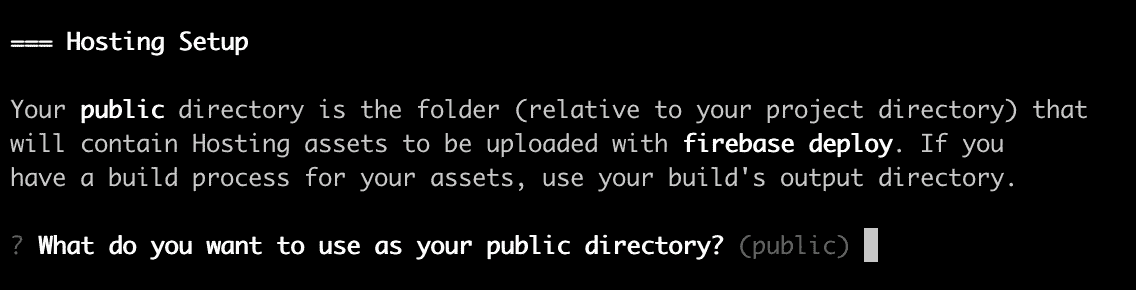 === Hosting Setup
Your public directory is the folder (relative to your project directory) that
will contain Hosting assets to be uploaded with firebase deploy. If you
have a build process for your assets, use your build's output directory.
? What do you want to use as your public directory? (public)